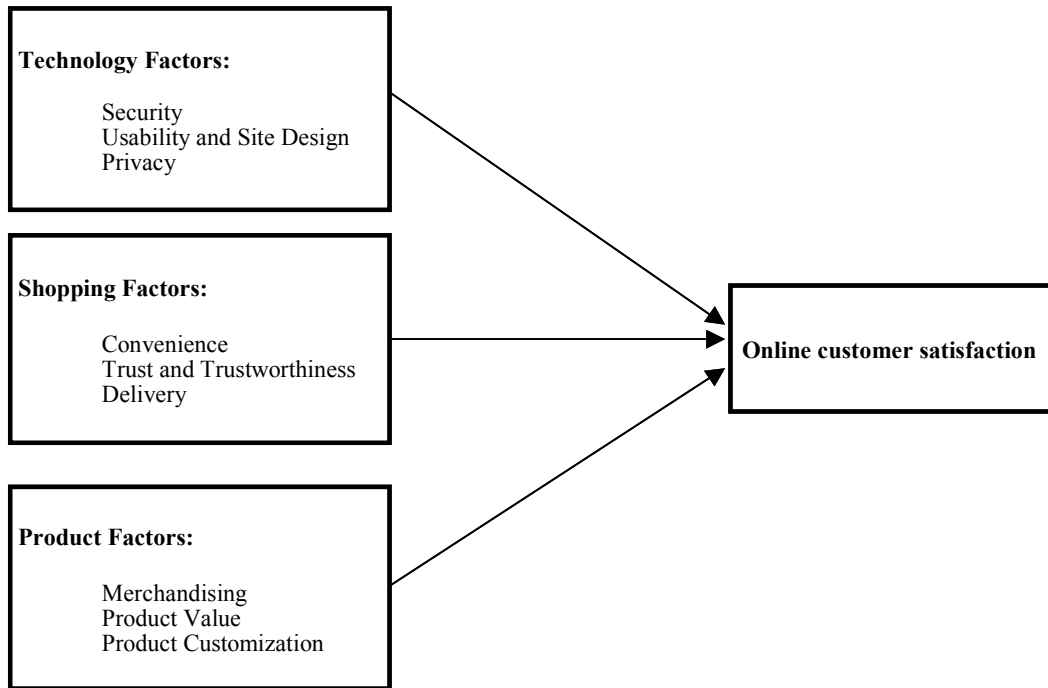 Technology Factors:
Security
Usability and Site Design
Privacy
Shopping Factors:
Convenience
Trust and Trustworthiness
Delivery
Product Factors:
Merchandising
Product Value
Product Customization
Online customer satisfaction